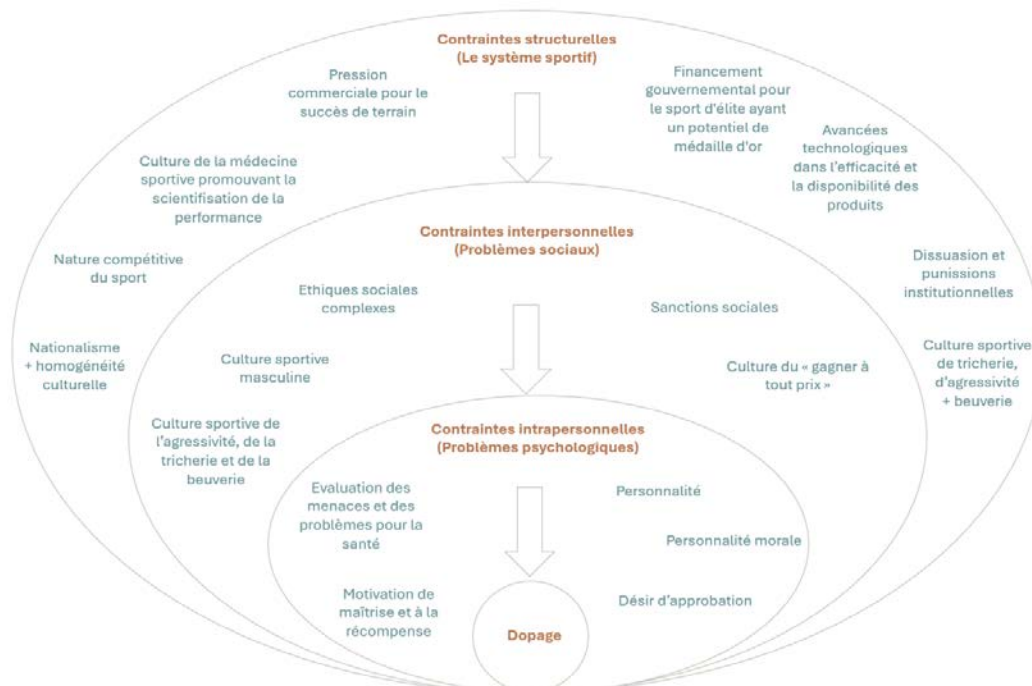 Contraintes structurelles
(Le système sportif)
Pression
commerciale pour le
succès de terrain
Financement
gouvernemental pour
le sport d'élite ayant
un potentiel de
médaille d'or
Avancées
technologiques
dans l'efficacité et
la disponibilité des
produits
Culture de la médecine
sportive promouvant la
scientifisation de la
performance
Nature compétitive
du sport
Dissuasion et
punissions
institutionnelles
Nationalisme
+ homogénéité
culturelle
Culture sportive
de tricherie,
d'agressivité
+ beuverie
Contraintes interpersonnelles
(Problèmes sociaux)
Ethiques sociales
complexes
Sanctions sociales
Culture sportive
masculine
Culture du « gagner à
tout prix »
Culture sportive de
l'agressivité, de la
tricherie et de la
beuverie
Contraintes intrapersonnelles
(Problèmes psychologiques)
Evaluation des
menaces et des
problèmes pour la
santé
Personnalité
Personnalité morale
Motivation de
maîtrise et à la
récompense
Désir d'approbation
Dopage